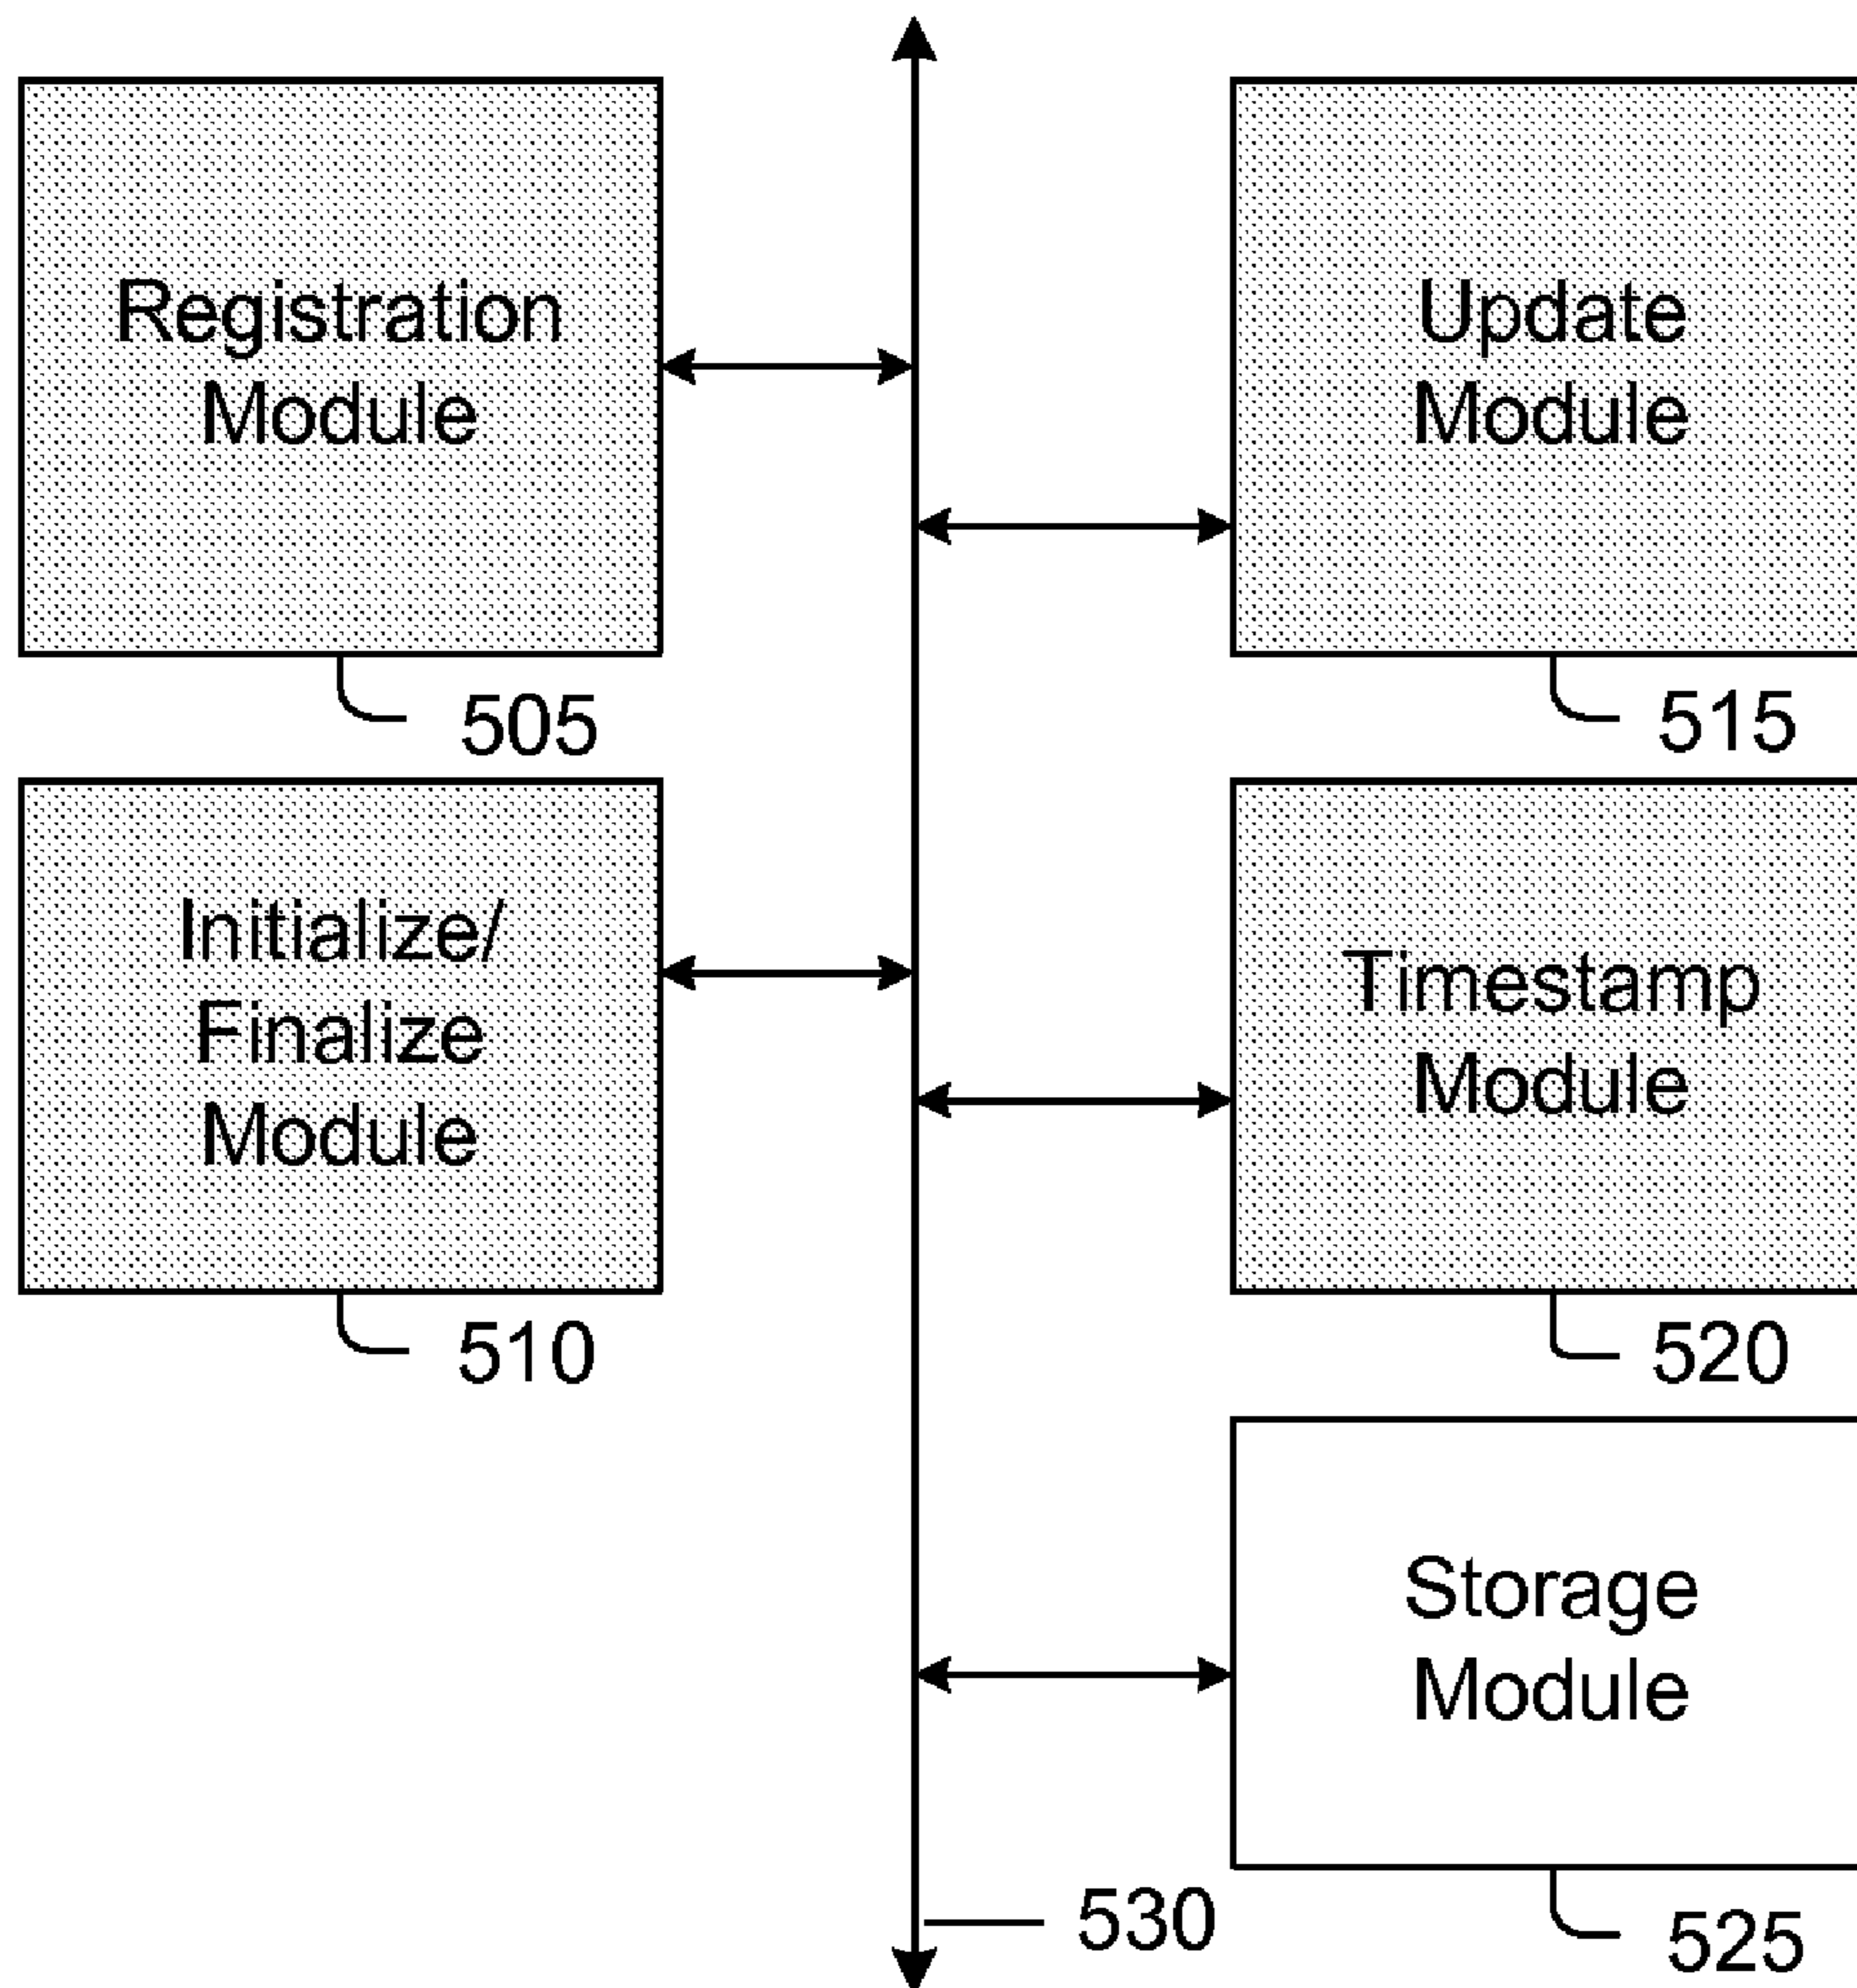 Registration
Module
505
Update
Module
515
Initialize/
Finalize
Module
510
Timestamp
Module
520
Storage
Module
525
530